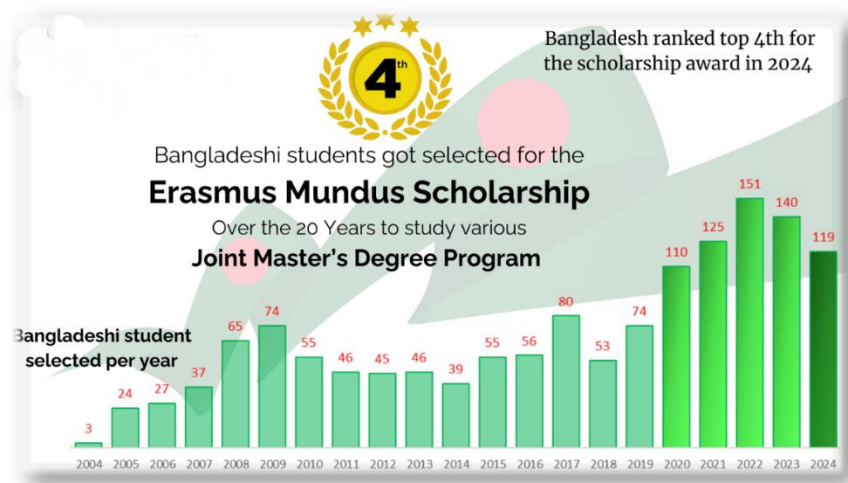 4th
Bangladesh ranked top 4th for
the scholarship award in 2024
Bangladeshi students got selected for the
Erasmus Mundus Scholarship
Over the 20 Years to study various
Joint Master's Degree Program
Bangladeshi student
selected per year
3
24
27
37
65
74
55
46
45
46
39
55
56
80
53
74
110
125
151
140
119
2004 2005 2006 2007 2008 2009 2010 2011 2012 2013 2014 2015 2016 2017 2018 2019 2020 2021 2022 2023 2024